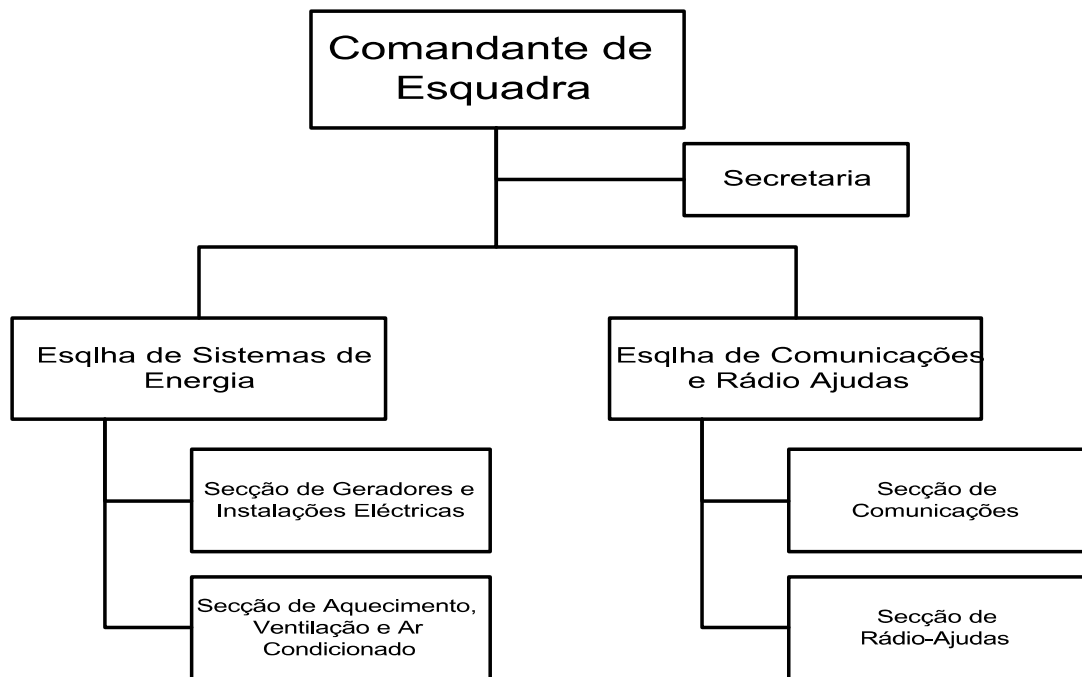 Comandante de
Esquadra
Secretaria
Esqlha de Sistemas de
Energia
Esqlha de Comunicações
e Rádio Ajudas
Secção de Geradores e
Instalações Eléctricas
Secção de
Comunicações
Secção de Aquecimento,
Ventilação e Ar
Condicionado
Secção de
Rádio-Ajudas